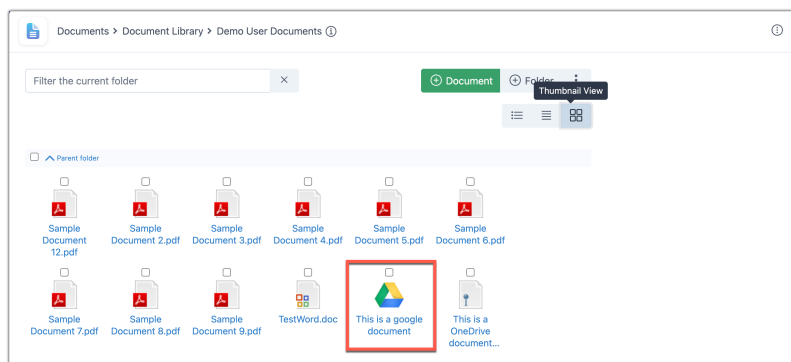 Documents > Document Library > Demo User Documents
Filter the current folder
Document
Folder
Thumbnail View
Parent folder
Sample Document 12.pdf
Sample Document 2.pdf
Sample Document 3.pdf
Sample Document 4.pdf
Sample Document 5.pdf
Sample Document 6.pdf
Sample Document 7.pdf
Sample Document 8.pdf
Sample Document 9.pdf
TestWord.doc
This is a google document
This is a OneDrive document...